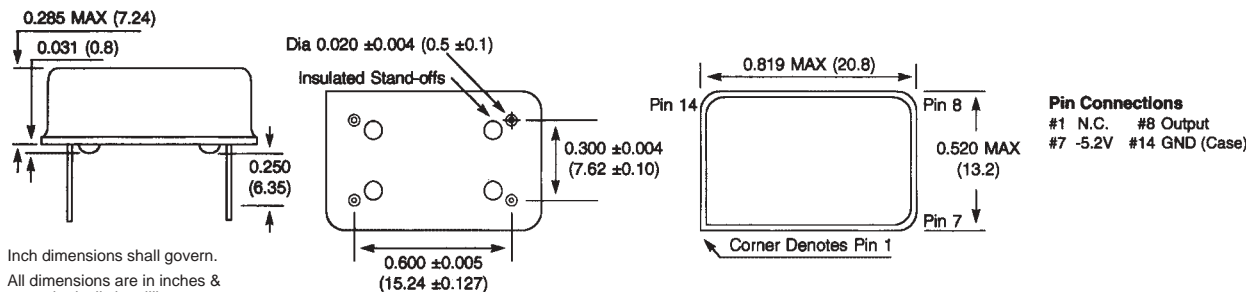 0.285 MAX (7.24)
0.031 (0.8)
0.250
(6.35)
Dia 0.020 ±0.004 (0.5 ±0.1)
Insulated Stand-offs
0.300 ±0.004
(7.62 ±0.10)
0.600 ±0.005
(15.24 ±0.127)
0.819 MAX (20.8)
Pin 14
Pin 8
0.520 MAX
(13.2)
Pin 7
Corner Denotes Pin 1
Pin Connections
#1 N.C. #8 Output
#7 -5.2V #14 GND (Case)
Inch dimensions shall govern.
All dimensions are in inches &